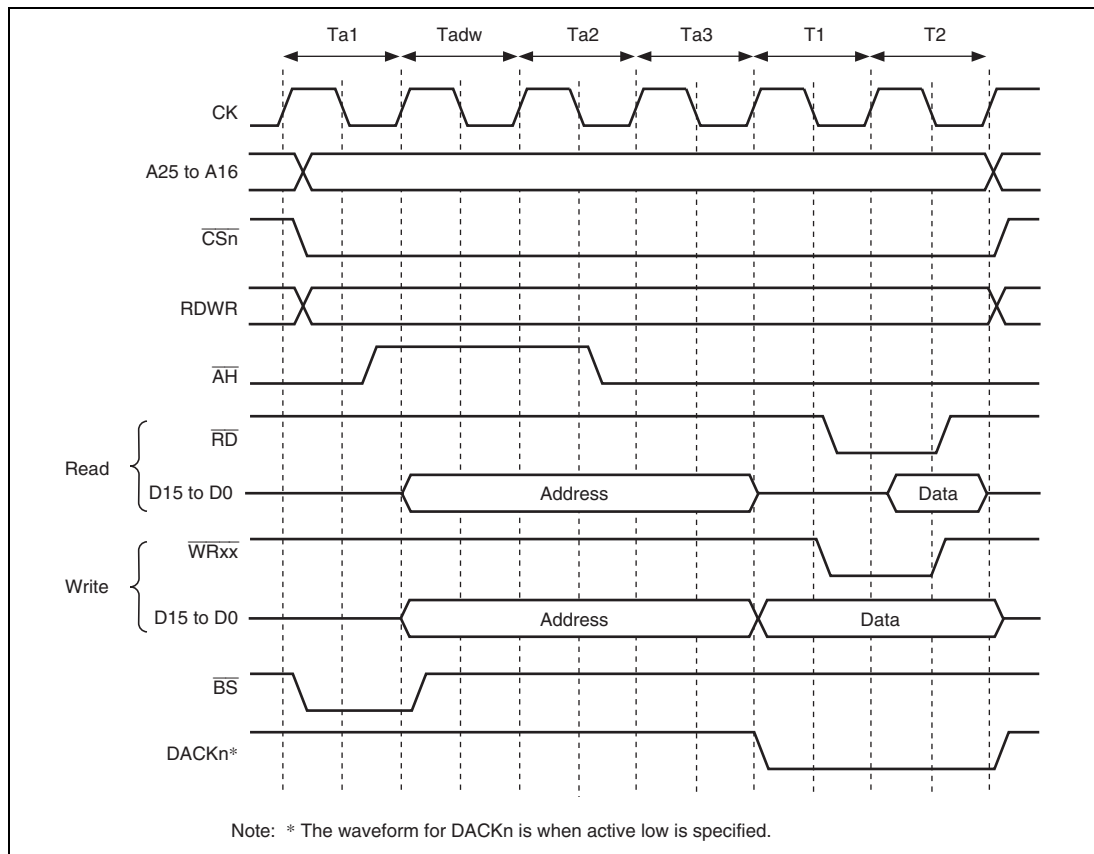 Ta1 Tadw Ta2 Ta3 T1 T2
CK
A25 to A16
CSn
RDWR
AH
RD
Read
D15 to D0 Address Data
WRxx
Write
D15 to D0 Address Data
BS
DACKn*
Note: * The waveform for DACKn is when active low is specified.